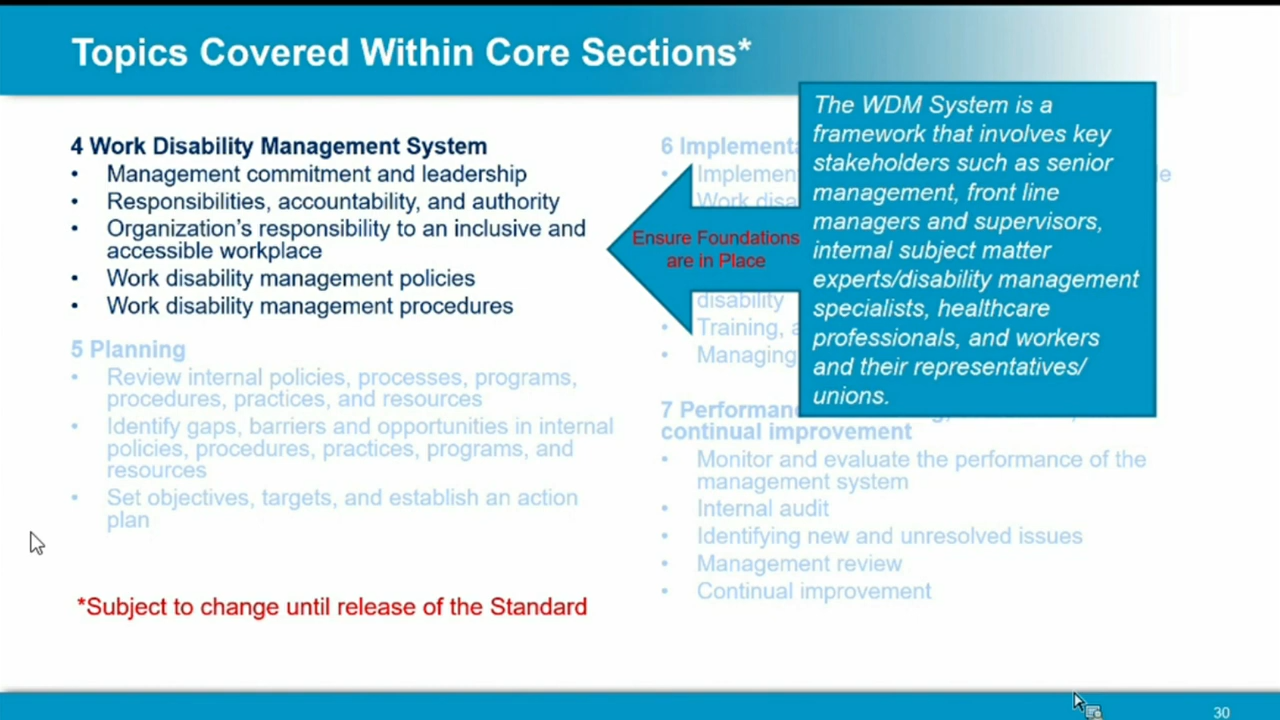 Topics Covered Within Core Sections*
4 Work Disability Management System
• Management commitment and leadership
• Responsibilities, accountability, and authority
• Organization's responsibility to an inclusive and
accessible workplace
• Work disability management policies
• Work disability management procedures
5 Planning
• Review internal policies, processes, programs,
procedures, practices, and resources
• Identify gaps, barriers and opportunities in internal
policies, procedures, practices, programs, and
resources
• Set objectives, targets, and establish an action
plan
*Subject to change until release of the Standard
Ensure Foundations
are in Place
The WDM System is a
framework that involves key
stakeholders such as senior
management, front line
managers and supervisors,
internal subject matter
experts/disability management
specialists, healthcare
professionals, and workers
and their representatives/
unions.
6
•
• Work
disability
• Training,
• Managing
7
continual improvement
• Monitor and evaluate the performance of the
management system
• Internal audit
• Identifying new and unresolved issues
• Management review
• Continual improvement
30